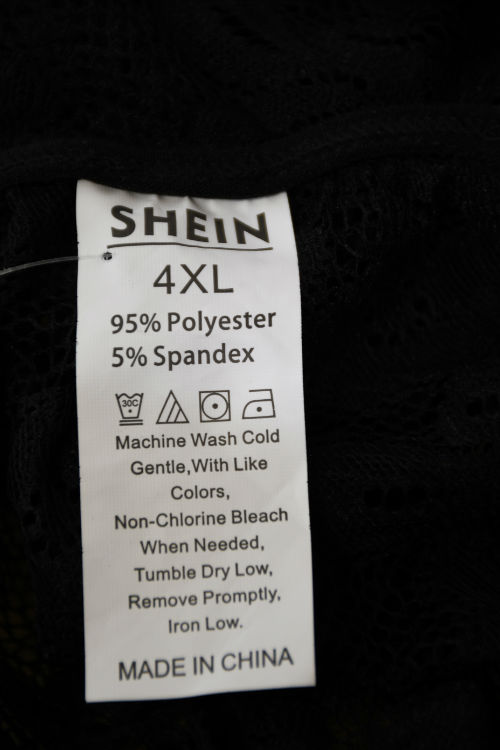 SHEIN
4XL
95% Polyester
5% Spandex
30C
Machine Wash Cold
Gentle,With Like
Colors,
Non-Chlorine Bleach
When Needed,
Tumble Dry Low,
Remove Promptly,
Iron Low.
MADE IN CHINA